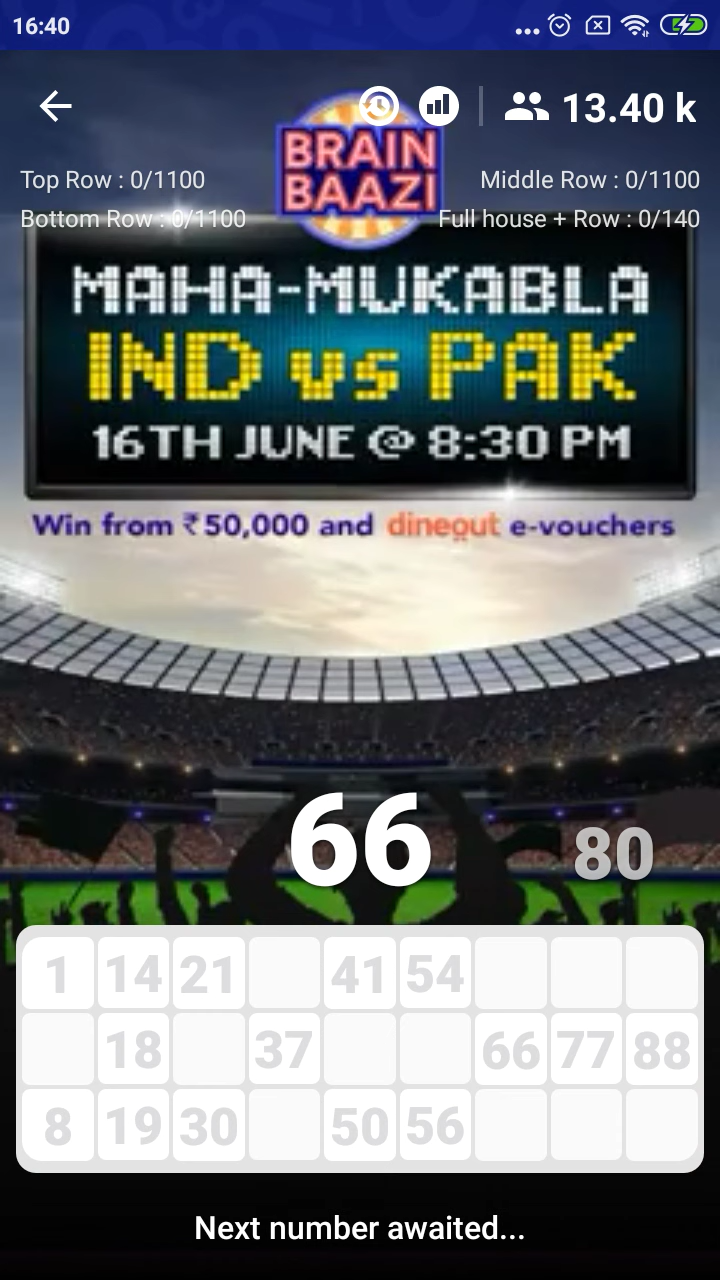 16:40
13.40 k
BRAIN
BAAZI
Top Row : 0/1100
Middle Row : 0/1100
Bottom Row : 0/1100
Full house + Row : 0/140
MAHA-MUKABLA
IND vs PAK
16TH JUNE @ 8:30 PM
Win from ₹50,000 and dineout e-vouchers
66 80
1 14 21 41 54
18 37 66 77 88
8 19 30 50 56
Next number awaited...